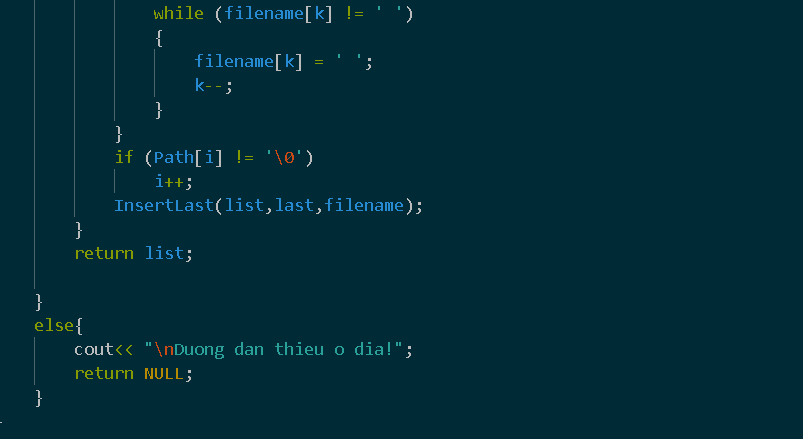 while (filename[k] != ' ')
{
filename[k] = ' ';
k--;
}
}
if (Path[i] != '\0')
i++;
InsertLast(list,last,filename);
}
return list;
}
else{
cout<< "\nDuong dan thieu o dia!";
return NULL;
}